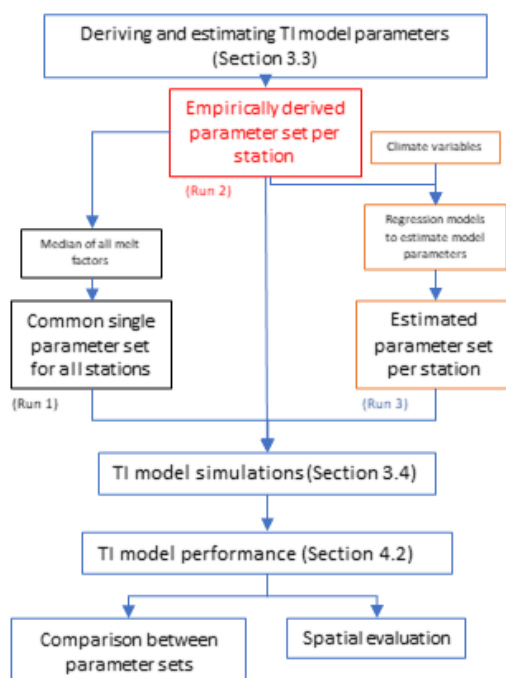 Deriving and estimating TI model parameters
(Section 3.3)
Empirically derived
parameter set per
station
(Run 2)
Climate variables
Median of all melt
factors
Regression models
to estimate model
parameters
Common single
parameter set
for all stations
(Run 1)
Estimated
parameter set
per station
(Run 3)
TI model simulations (Section 3.4)
TI model performance (Section 4.2)
Comparison between
parameter sets
Spatial evaluation